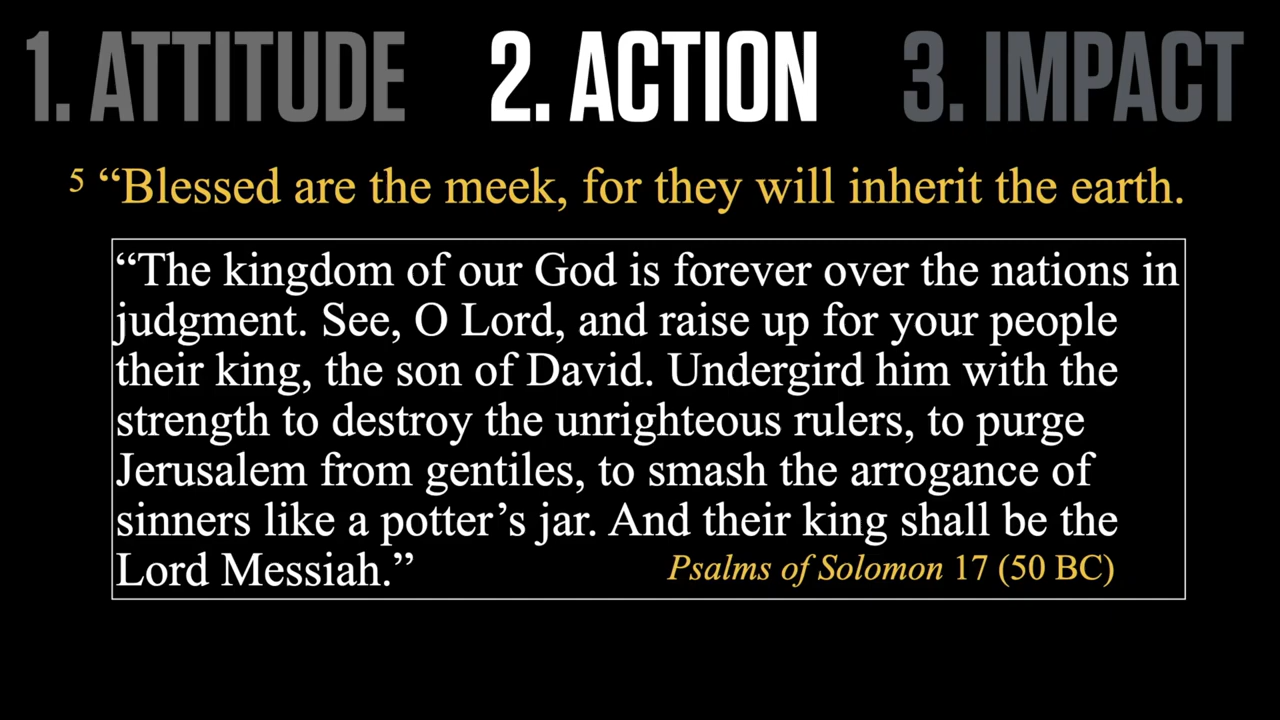 1. ATTITUDE 2. ACTION 3. IMPACT
5 “Blessed are the meek, for they will inherit the earth.
“The kingdom of our God is forever over the nations in
judgment. See, O Lord, and raise up for your people
their king, the son of David. Undergird him with the
strength to destroy the unrighteous rulers, to purge
Jerusalem from gentiles, to smash the arrogance of
sinners like a potter’s jar. And their king shall be the
Lord Messiah.”
Psalms of Solomon 17 (50 BC)